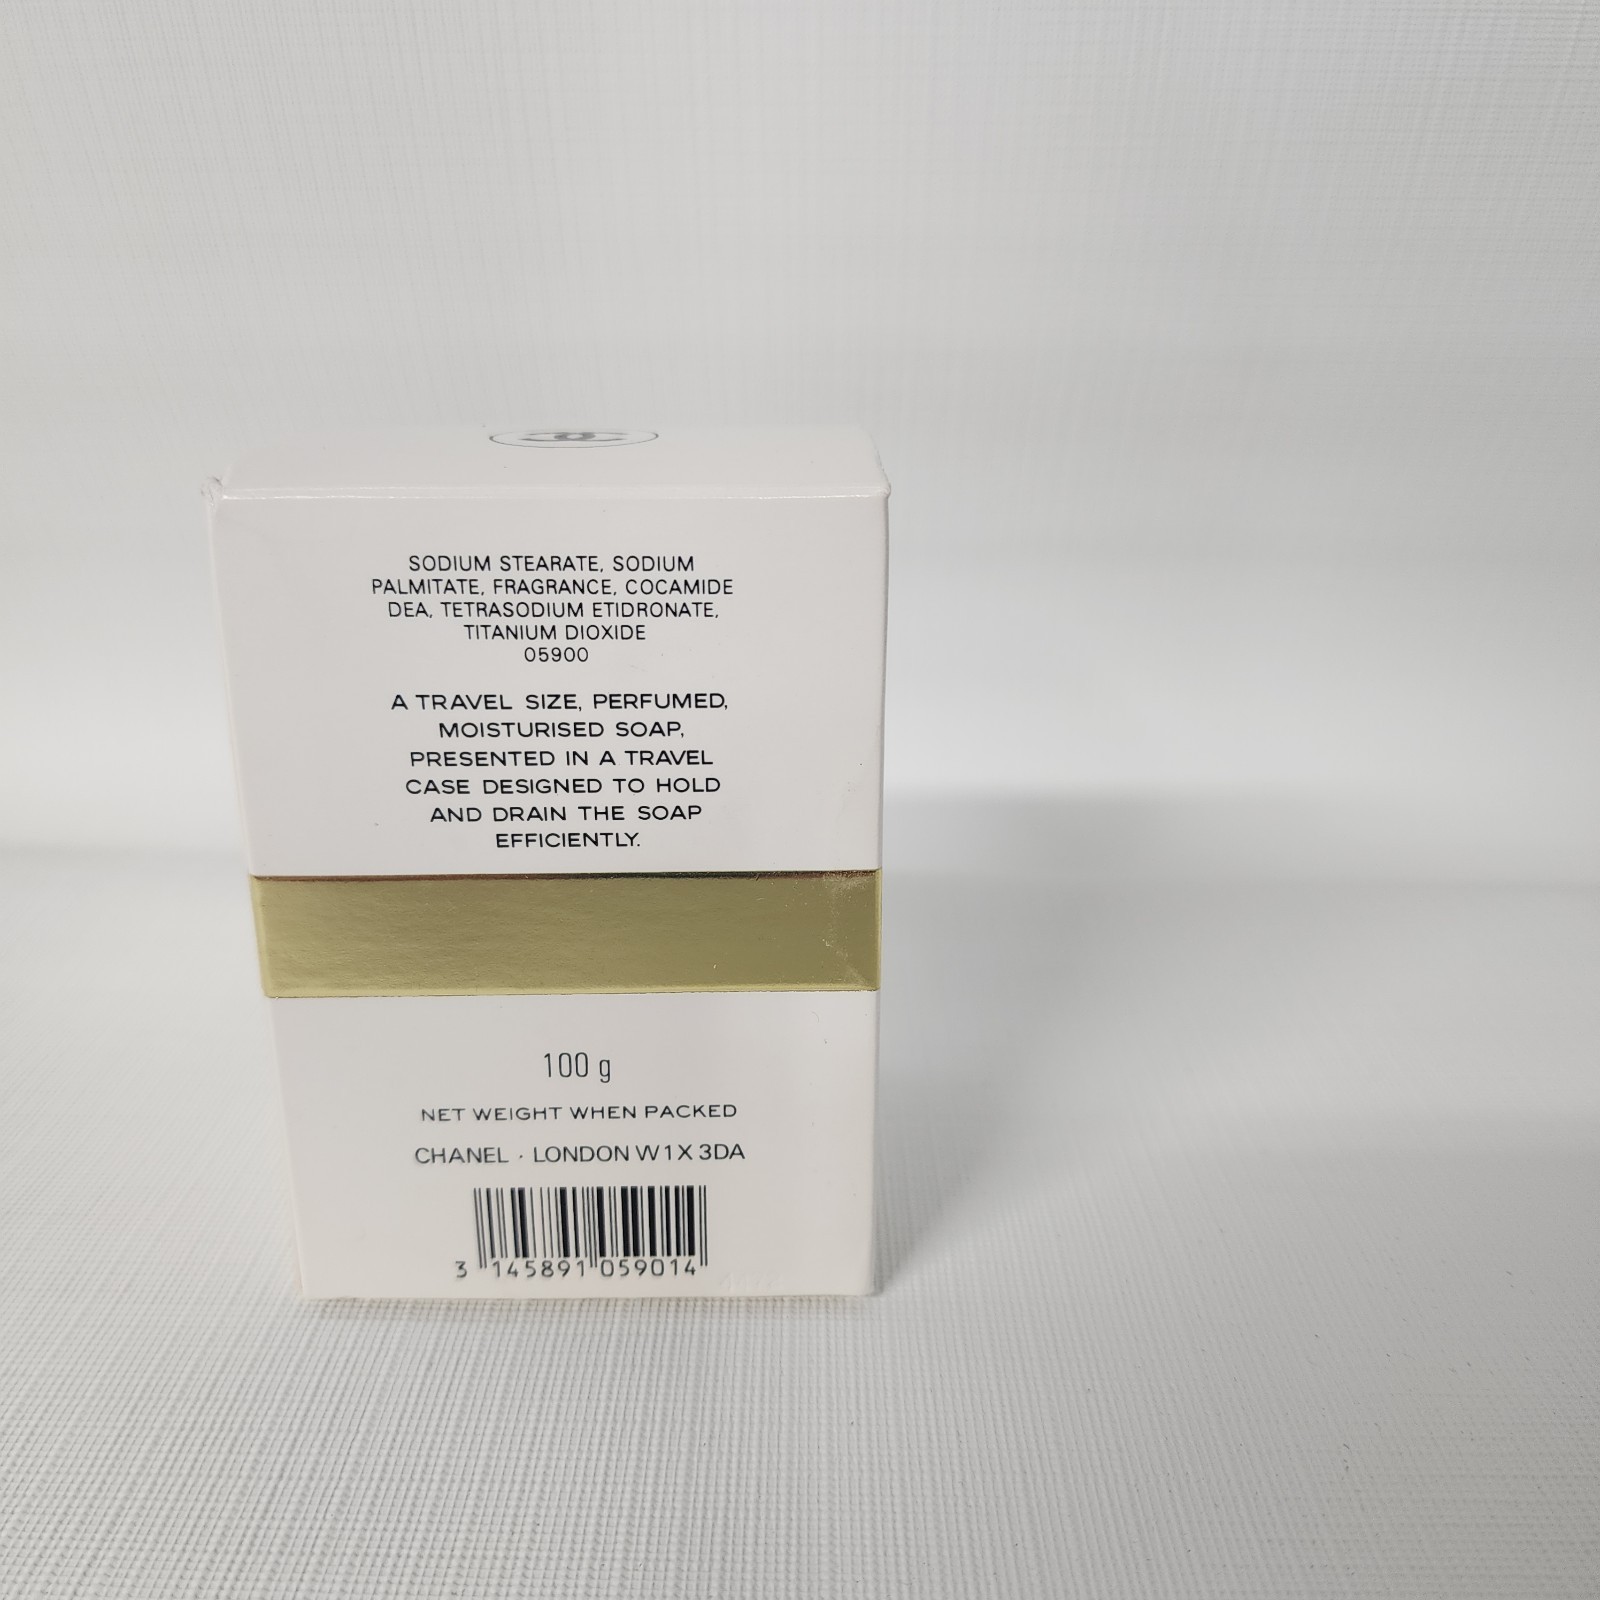 SODIUM STEARATE, SODIUM
PALMITATE, FRAGRANCE, COCAMIDE
DEA, TETRASODIUM ETIDRONATE,
TITANIUM DIOXIDE
05900
A TRAVEL SIZE, PERFUMED,
MOISTURISED SOAP,
PRESENTED IN A TRAVEL
CASE DESIGNED TO HOLD
AND DRAIN THE SOAP
EFFICIENTLY.
100 g
NET WEIGHT WHEN PACKED
CHANEL · LONDON W1X 3DA
3 145891 059014